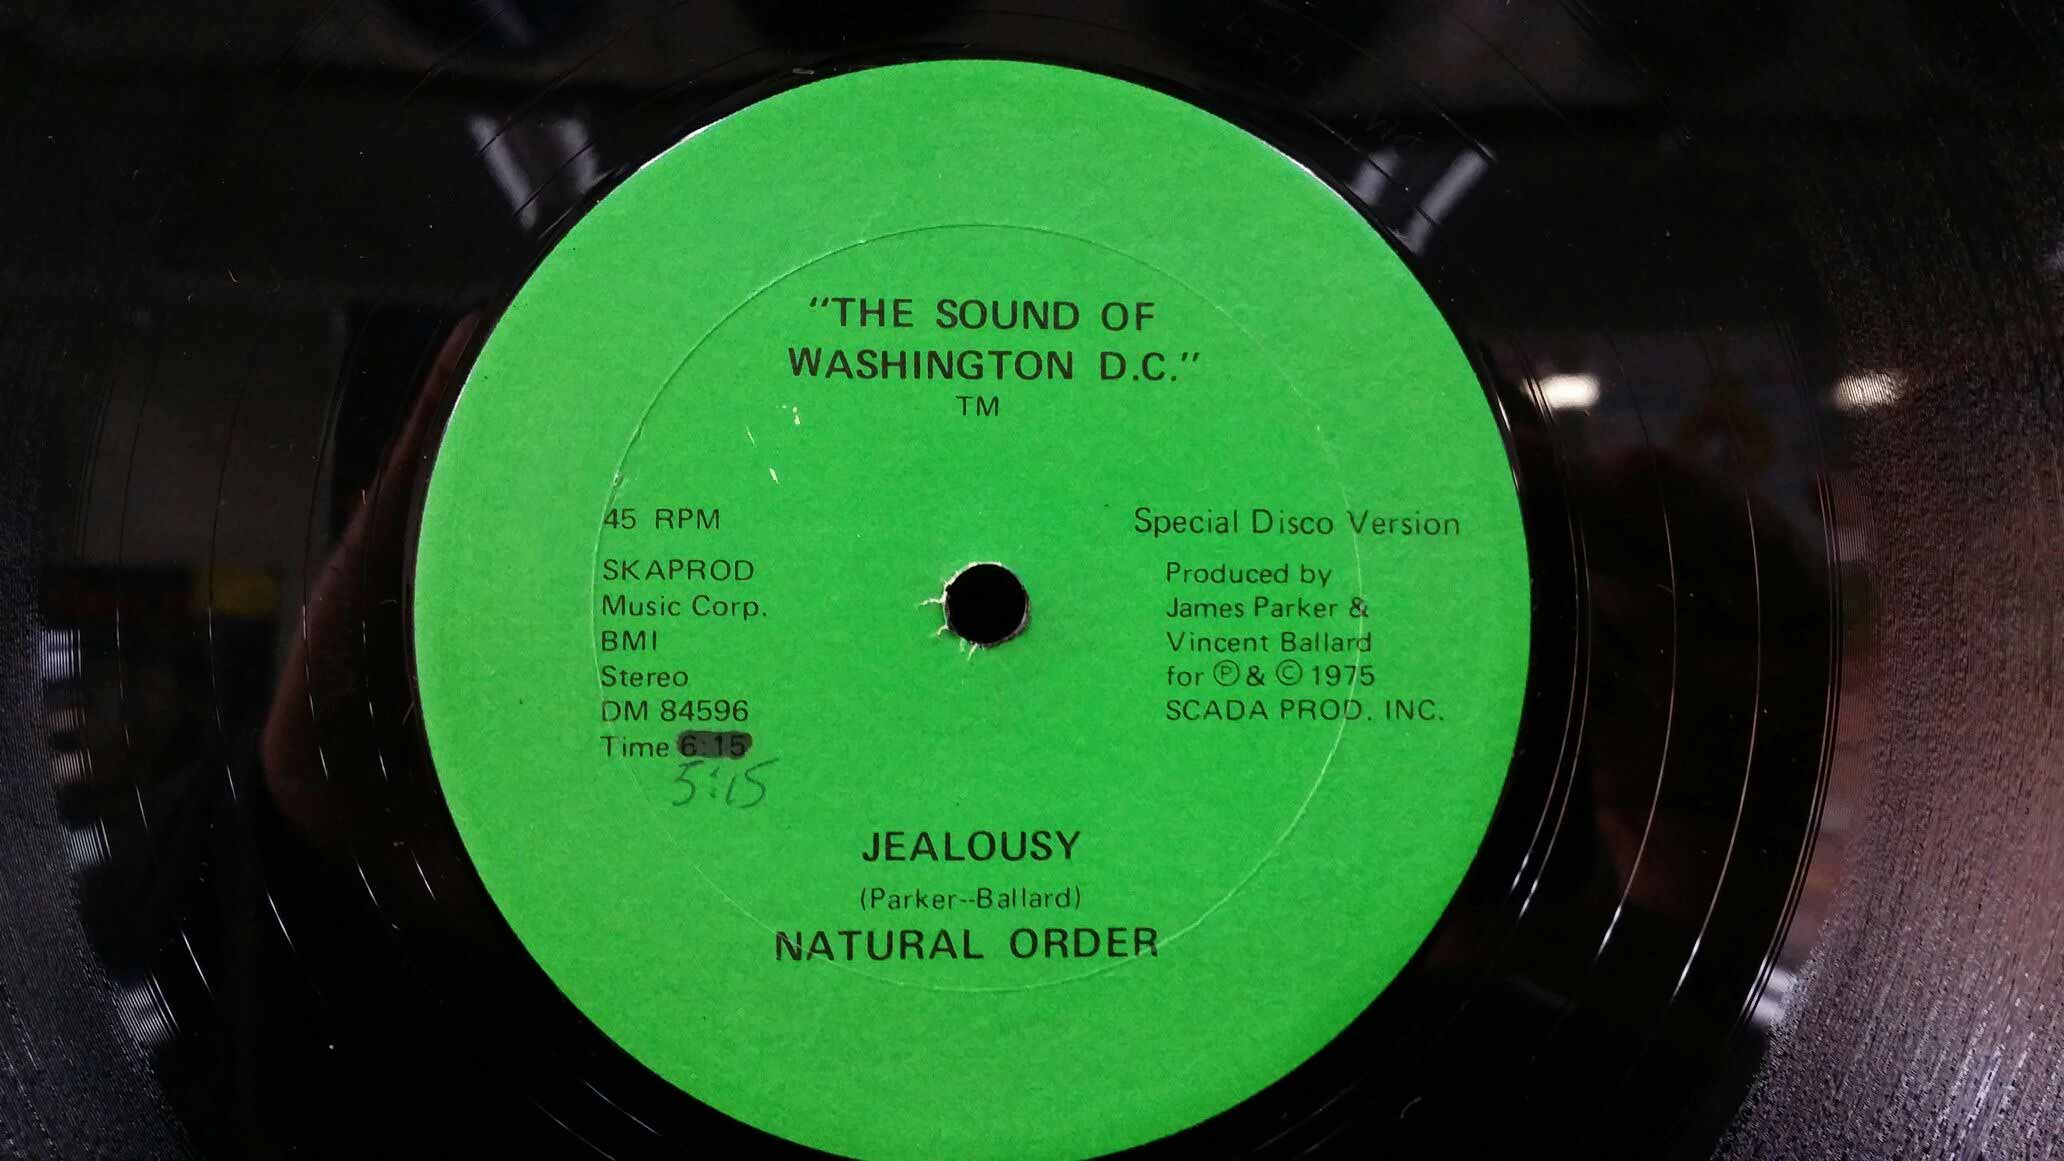 "THE SOUND OF
WASHINGTON D.C."
TM
45 RPM
SKAPROD
Music Corp.
BMI
Stereo
DM 84596
Time 6:15
5:15
Special Disco Version
Produced by
James Parker &
Vincent Ballard
for Ⓟ & © 1975
SCADA PROD. INC.
JEALOUSY
(Parker--Ballard)
NATURAL ORDER